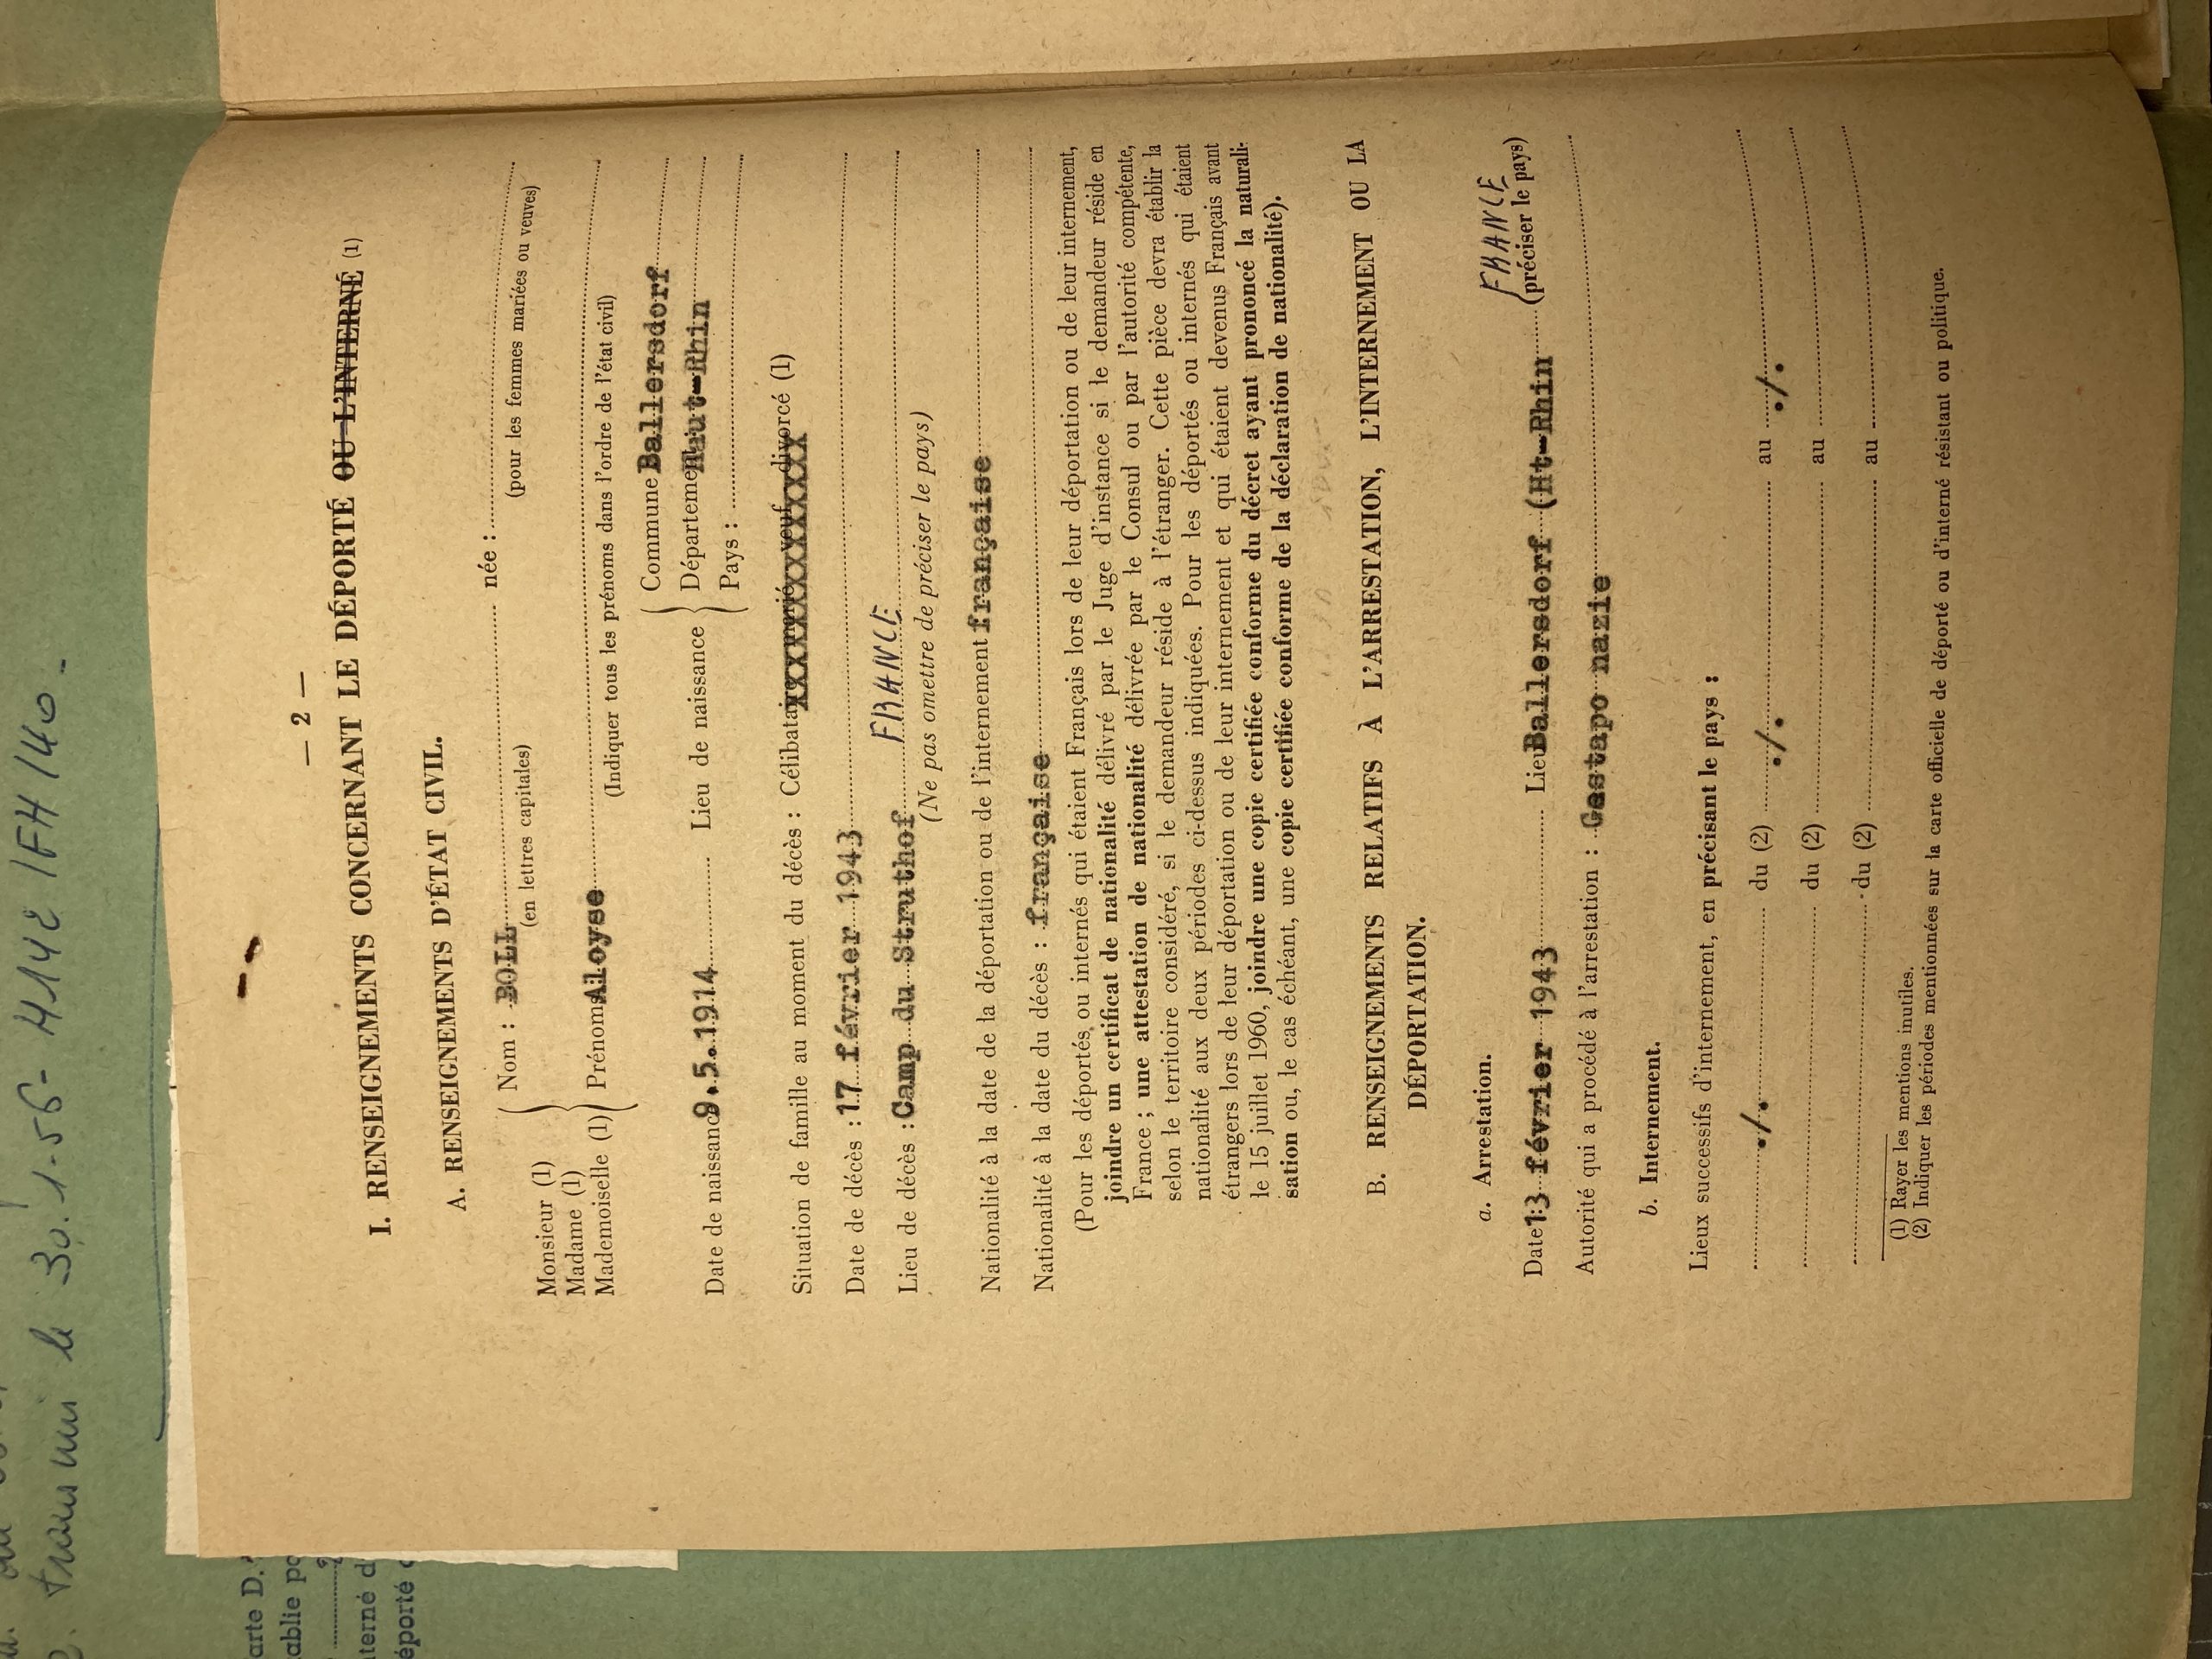 transmis le 30.1-56- H 142 IFH 140 -
arte D.
ablie po
terné d
éporté
— 2 —
I. RENSEIGNEMENTS CONCERNANT LE DÉPORTÉ OU L'INTERNÉ (1)
A. RENSEIGNEMENTS D'ÉTAT CIVIL.
Monsieur (1)
Madame (1)
Mademoiselle (1)
Nom : BOLL née :
(en lettres capitales) (pour les femmes mariées ou veuves)
Prénoms Aloyse
(Indiquer tous les prénoms dans l'ordre de l'état civil)
Date de naissanc 9.5.1914 Lieu de naissance
Commune Ballersdorf
Département Haut-Rhin
Pays :
Situation de famille au moment du décès : Célibataire marié veuf divorcé (1)
Date de décès : 17 février 1943
Lieu de décès : Camp du Struthof FRANCE
(Ne pas omettre de préciser le pays)
Nationalité à la date de la déportation ou de l'internement française
Nationalité à la date du décès : française
(Pour les déportés ou internés qui étaient Français lors de leur déportation ou de leur internement,
joindre un certificat de nationalité délivré par le Juge d'instance si le demandeur réside en
France ; une attestation de nationalité délivrée par le Consul ou par l'autorité compétente,
selon le territoire considéré, si le demandeur réside à l'étranger. Cette pièce devra établir la
nationalité aux deux périodes ci-dessus indiquées. Pour les déportés ou internés qui étaient
étrangers lors de leur déportation ou de leur internement et qui étaient devenus Français avant
le 15 juillet 1960, joindre une copie certifiée conforme du décret ayant prononcé la naturali-
sation ou, le cas échéant, une copie certifiée conforme de la déclaration de nationalité).
B. RENSEIGNEMENTS RELATIFS À L'ARRESTATION, L'INTERNEMENT OU LA
DÉPORTATION.
a. Arrestation.
Date 13 février 1943 Lieu Ballersdorf (Ht-Rhin FRANCE
(préciser le pays)
Autorité qui a procédé à l'arrestation : Gestapo nazie
b. Internement.
Lieux successifs d'internement, en précisant le pays :
./. du (2) ./. au ./.
du (2) au
du (2) au
(1) Rayer les mentions inutiles.
(2) Indiquer les périodes mentionnées sur la carte officielle de déporté ou d'interné résistant ou politique.